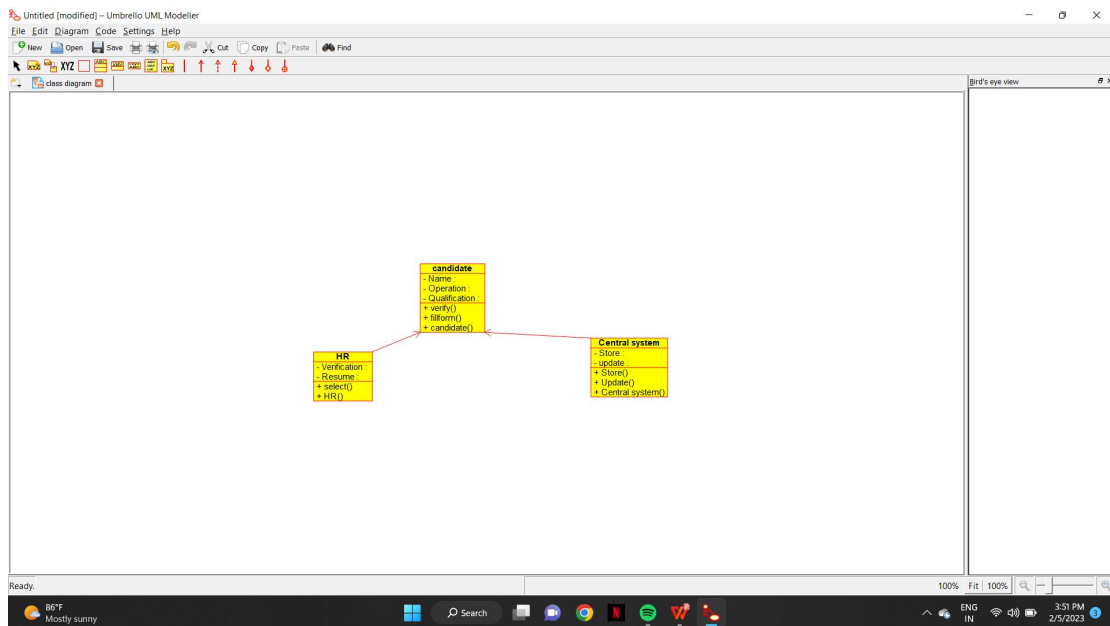 Untitled [modified] – Umbrello UML Modeller
File Edit Diagram Code Settings Help
New Open Save Cut Copy Paste Find
XYZ
class diagram
Bird's eye view
candidate
- Name :
- Operation :
- Qualification :
+ verify()
+ fillform()
+ candidate()
HR
- Verification :
- Resume :
+ select()
+ HR()
Central system
- Store :
- update :
+ Store()
+ Update()
+ Central system()
Ready.
100% Fit 100%
86°F
Mostly sunny
Search
ENG
IN
3:51 PM
2/5/2023
3